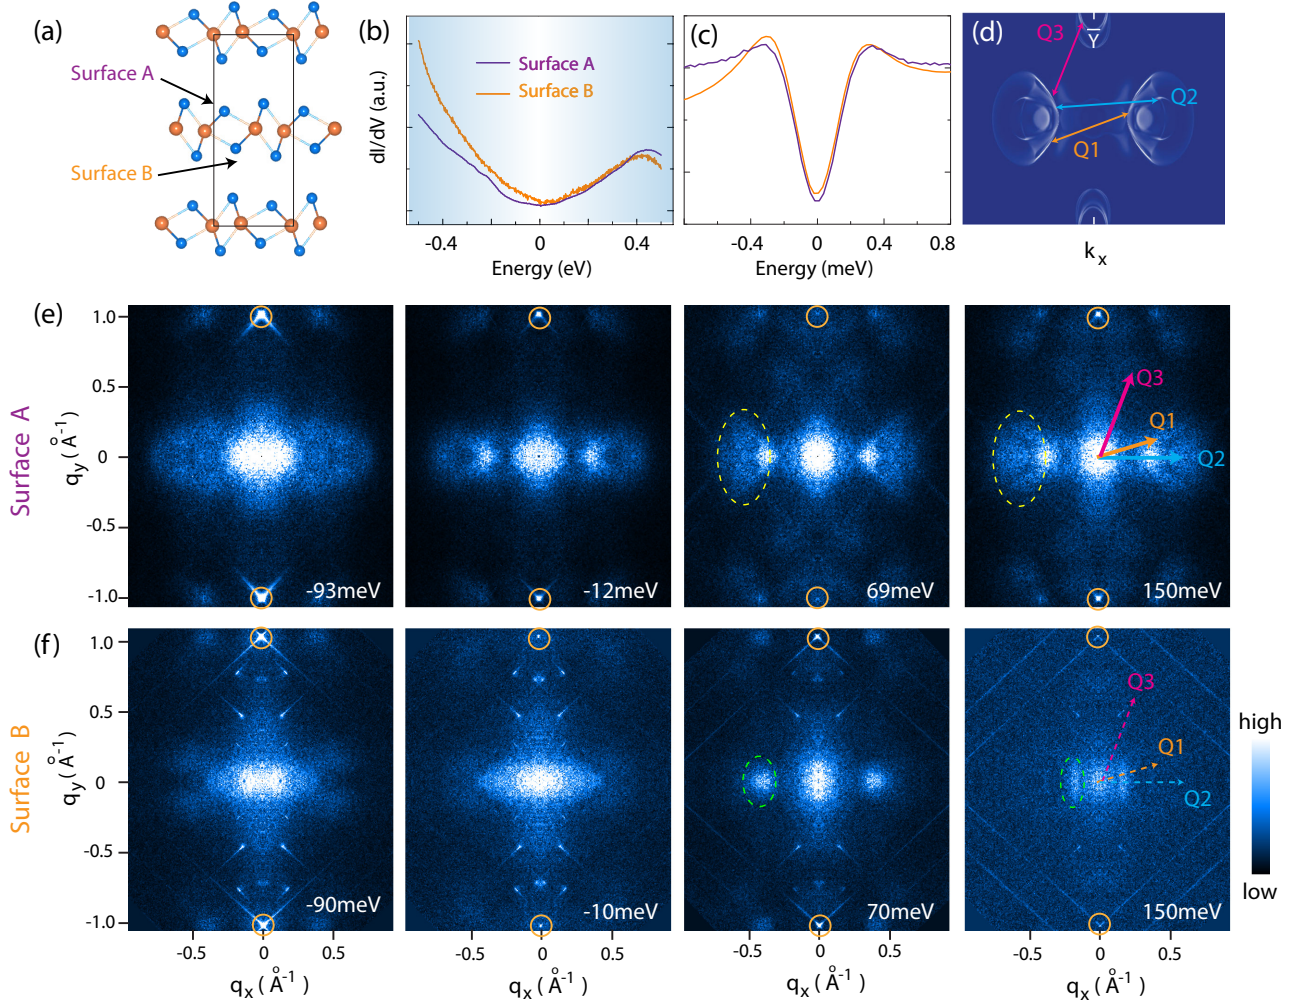 (a)
Surface A
Surface B
(b)
Surface A
Surface B
dI/dV (a.u.)
-0.4
0
0.4
Energy (eV)
(c)
-0.4
0
0.4
0.8
Energy (meV)
(d)
Q3
Y
Q2
Q1
kx
(e)
Surface A
1.0
0.5
0
-0.5
-1.0
qy (Å-1)
-93meV
-12meV
69meV
Q3
Q1
Q2
150meV
(f)
Surface B
1.0
0.5
0
-0.5
-1.0
qy (Å-1)
-90meV
-10meV
70meV
Q3
Q1
Q2
150meV
high
low
-0.5 0 0.5
qx (Å-1)
-0.5 0 0.5
qx (Å-1)
-0.5 0 0.5
qx (Å-1)
-0.5 0 0.5
qx (Å-1)